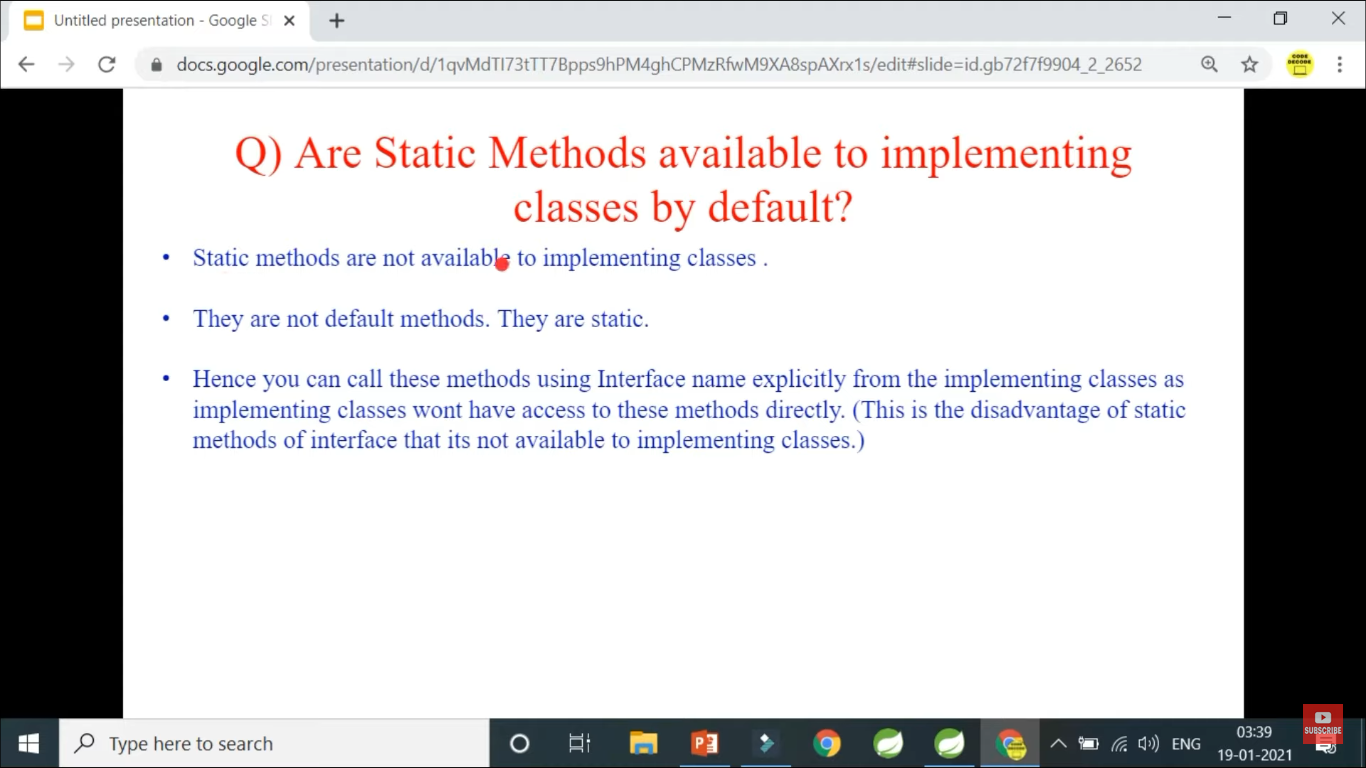 Untitled presentation - Google S
docs.google.com/presentation/d/1qvMdTI73tTT7Bpps9hPM4ghCPMzRfwM9XA8spAXrx1s/edit#slide=id.gb72f7f9904_2_2652
CODE
DECODE
Q) Are Static Methods available to implementing
classes by default?
• Static methods are not available to implementing classes .
• They are not default methods. They are static.
• Hence you can call these methods using Interface name explicitly from the implementing classes as
implementing classes wont have access to these methods directly. (This is the disadvantage of static
methods of interface that its not available to implementing classes.)
Type here to search
ENG
03:39
19-01-2021
SUBSCRIBE